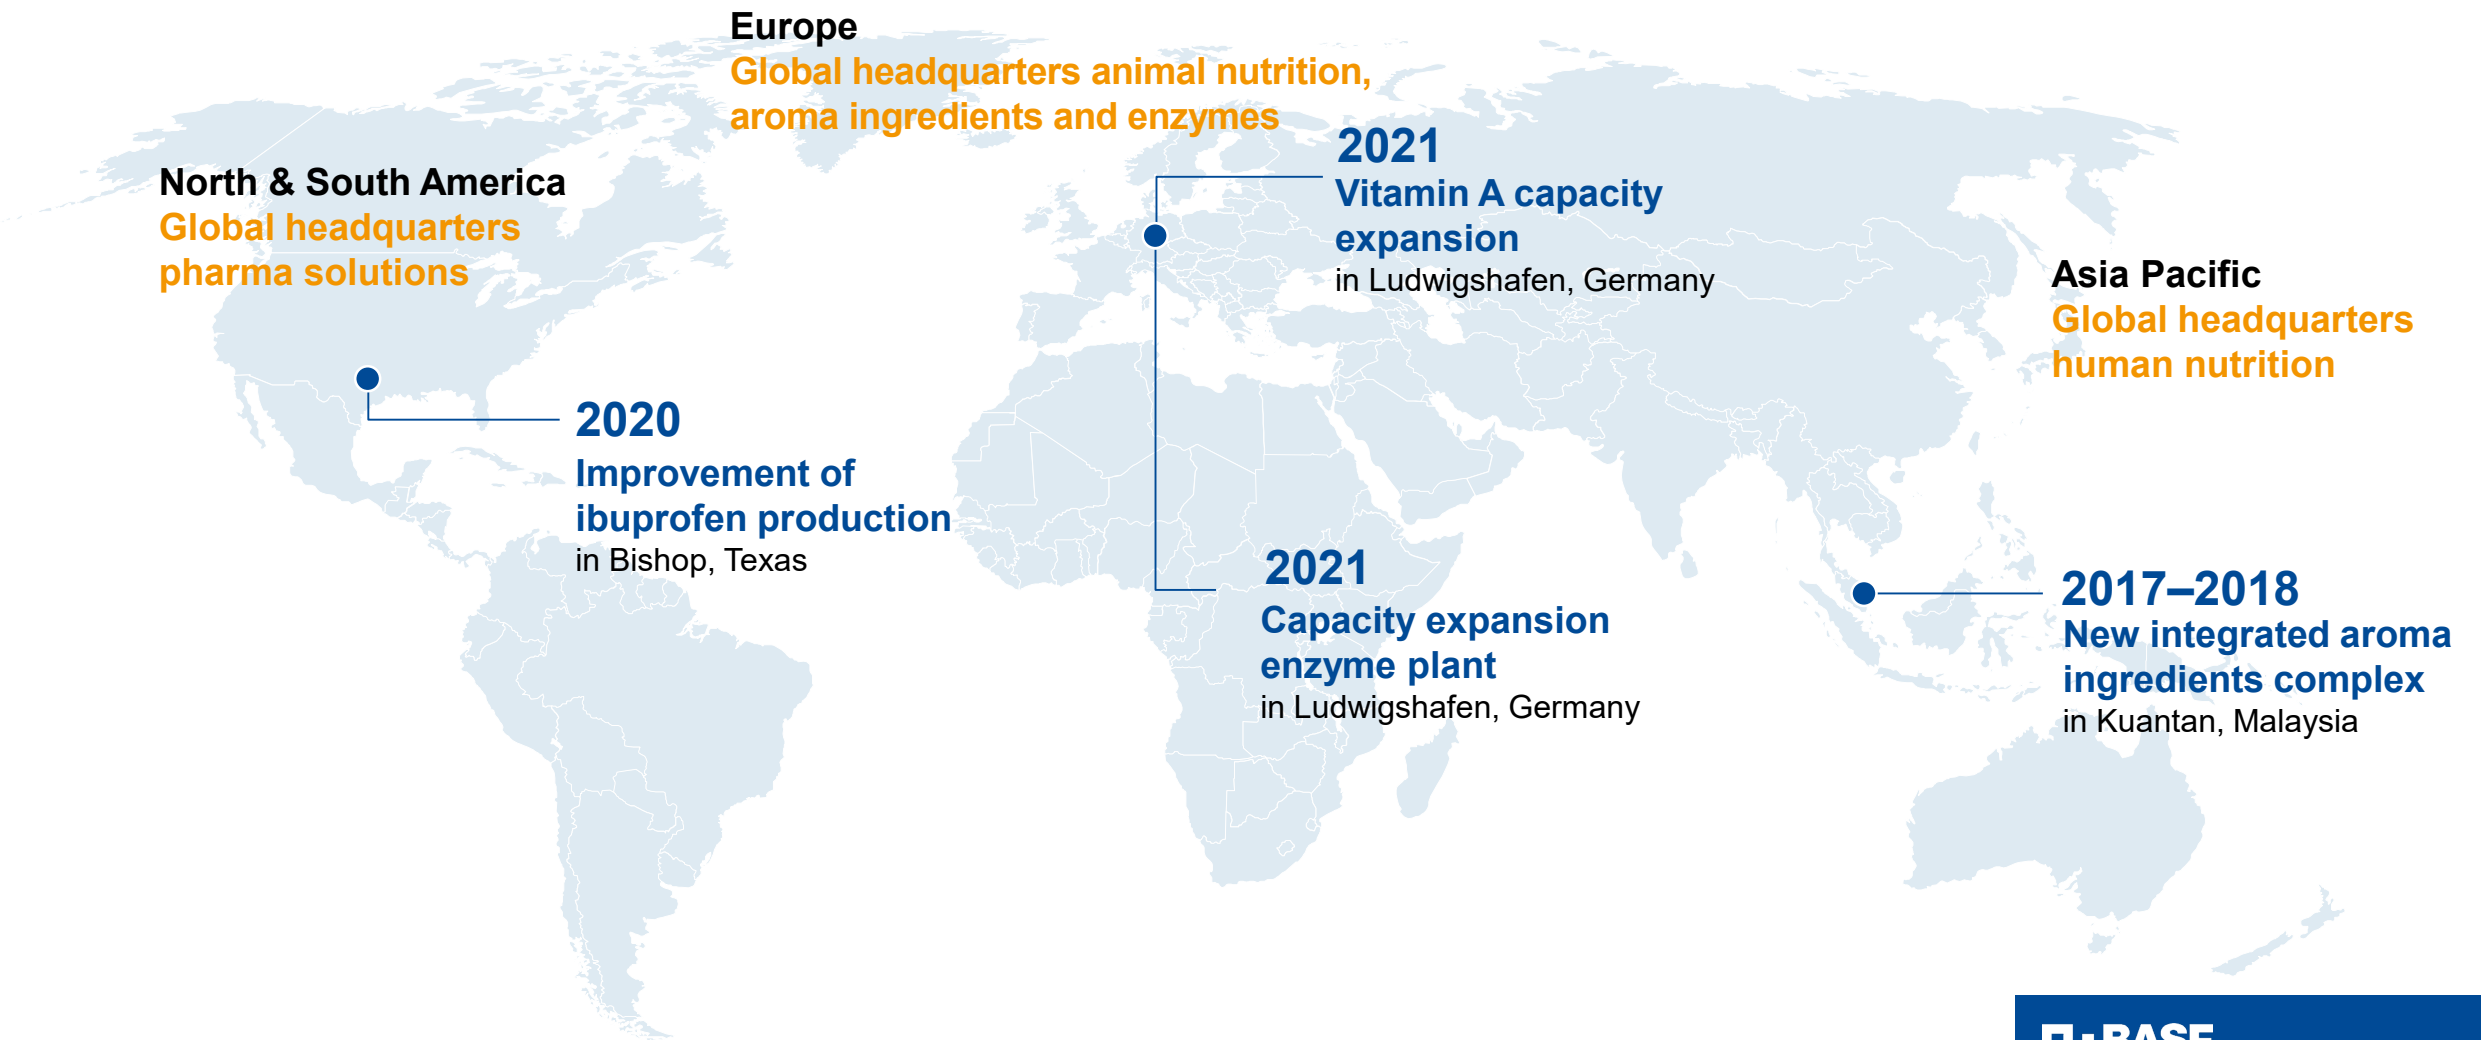 Europe
Global headquarters animal nutrition,
aroma ingredients and enzymes
North & South America
Global headquarters
pharma solutions
2021
Vitamin A capacity
expansion
in Ludwigshafen, Germany
Asia Pacific
Global headquarters
human nutrition
2020
Improvement of
ibuprofen production
in Bishop, Texas
2021
Capacity expansion
enzyme plant
in Ludwigshafen, Germany
2017–2018
New integrated aroma
ingredients complex
in Kuantan, Malaysia
BASF